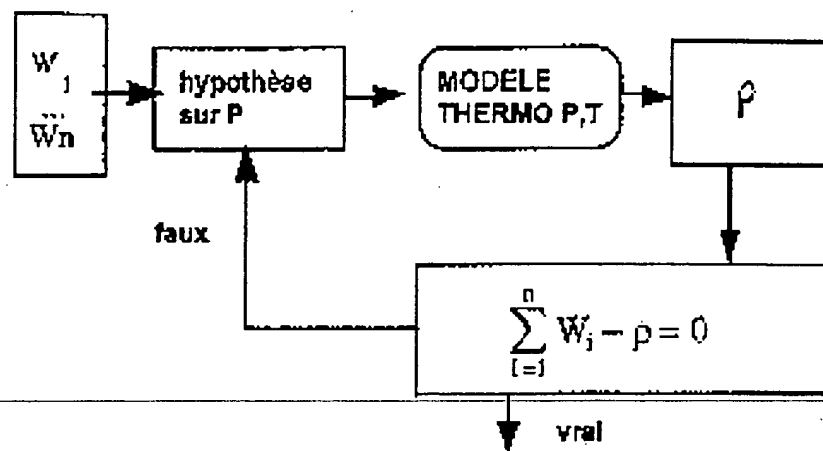 W1
...
Wn
hypothèse
sur P
MODELE
THERMO P,T
ρ
faux
n
∑ Wi – ρ = 0
i=1
vrai